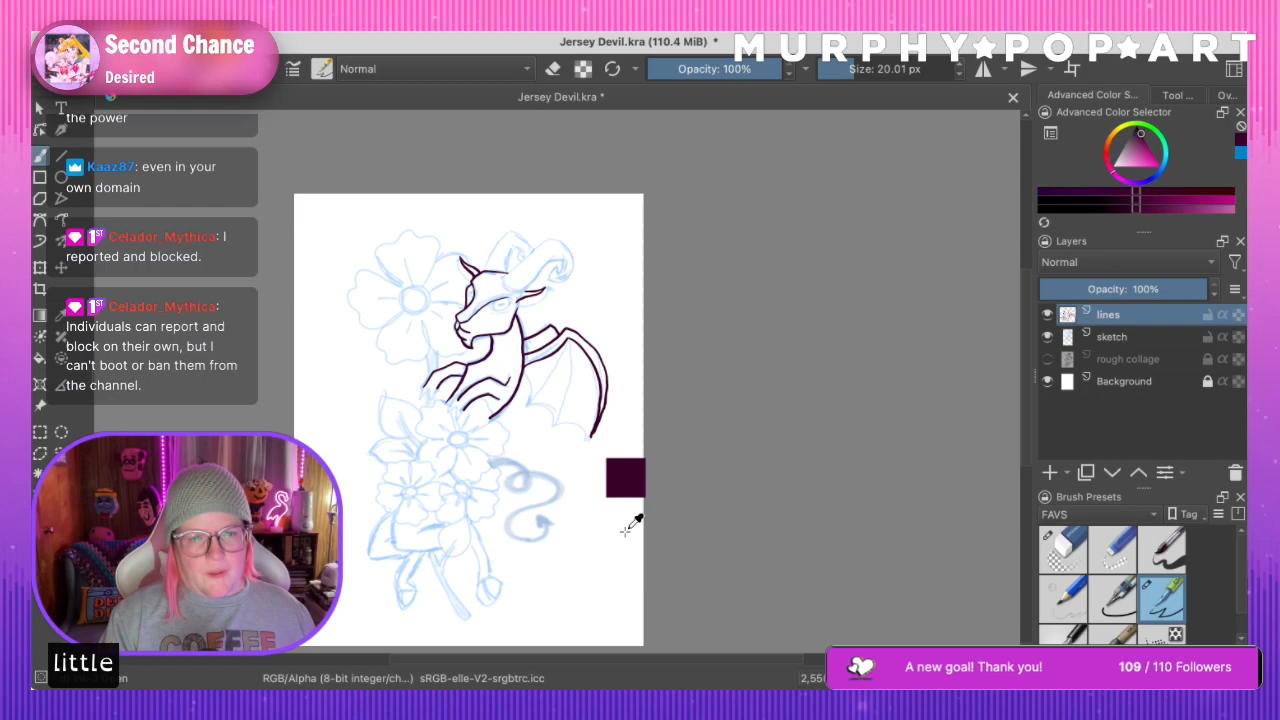 Second Chance
Desired
MURPHY★POP★ART
Jersey Devil.kra (110.4 MiB) *
Normal
Opacity: 100%
Size: 20.01 px
Jersey Devil.kra *
Advanced Color S...
Tool ...
Ov...
Advanced Color Selector
the power
Kaaz87: even in your
own domain
1ST Celador_Mythica: I
reported and blocked.
1ST Celador_Mythica:
Individuals can report and
block on their own, but I
can't boot or ban them from
the channel.
Layers
Normal
Opacity: 100%
lines
sketch
rough collage
Background
Brush Presets
FAVS
Tag
COFFEE
little
RGB/Alpha (8-bit integer/ch...)
sRGB-elle-V2-srgbtrc.icc
2,550
A new goal! Thank you!
109 / 110 Followers